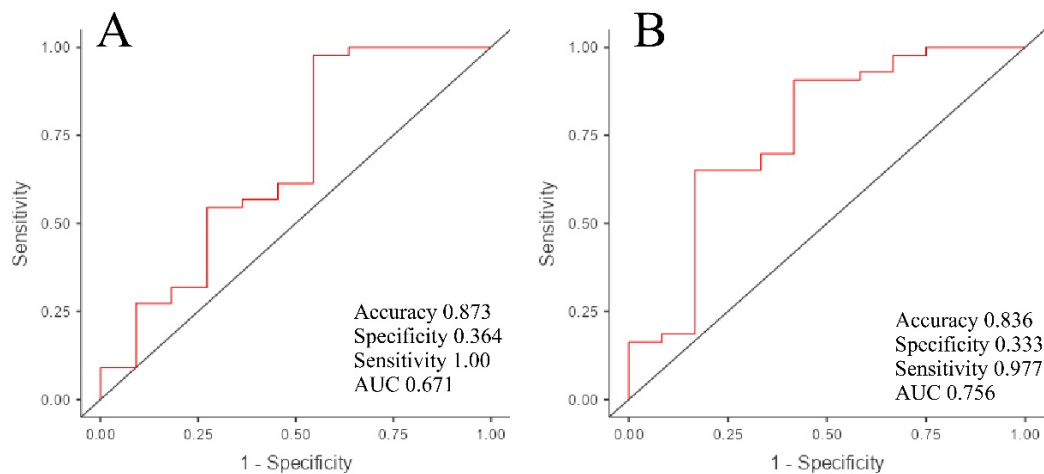 A
1.00
0.75
0.50
0.25
0.00
Sensitivity
Accuracy 0.873
Specificity 0.364
Sensitivity 1.00
AUC 0.671
0.00 0.25 0.50 0.75 1.00
1 - Specificity
B
1.00
0.75
0.50
0.25
0.00
Sensitivity
Accuracy 0.836
Specificity 0.333
Sensitivity 0.977
AUC 0.756
0.00 0.25 0.50 0.75 1.00
1 - Specificity